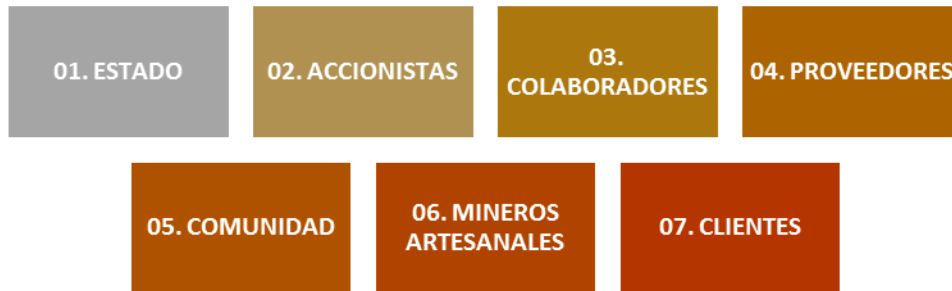 01. ESTADO
02. ACCIONISTAS
03.
COLABORADORES
04. PROVEEDORES
05. COMUNIDAD
06. MINEROS
ARTESANALES
07. CLIENTES